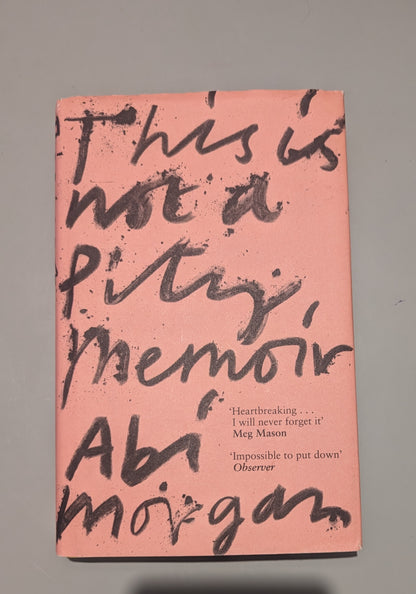 This is
not a
pity
memoir
Abi
morgan
'Heartbreaking . . .
I will never forget it'
Meg Mason
'Impossible to put down'
Observer